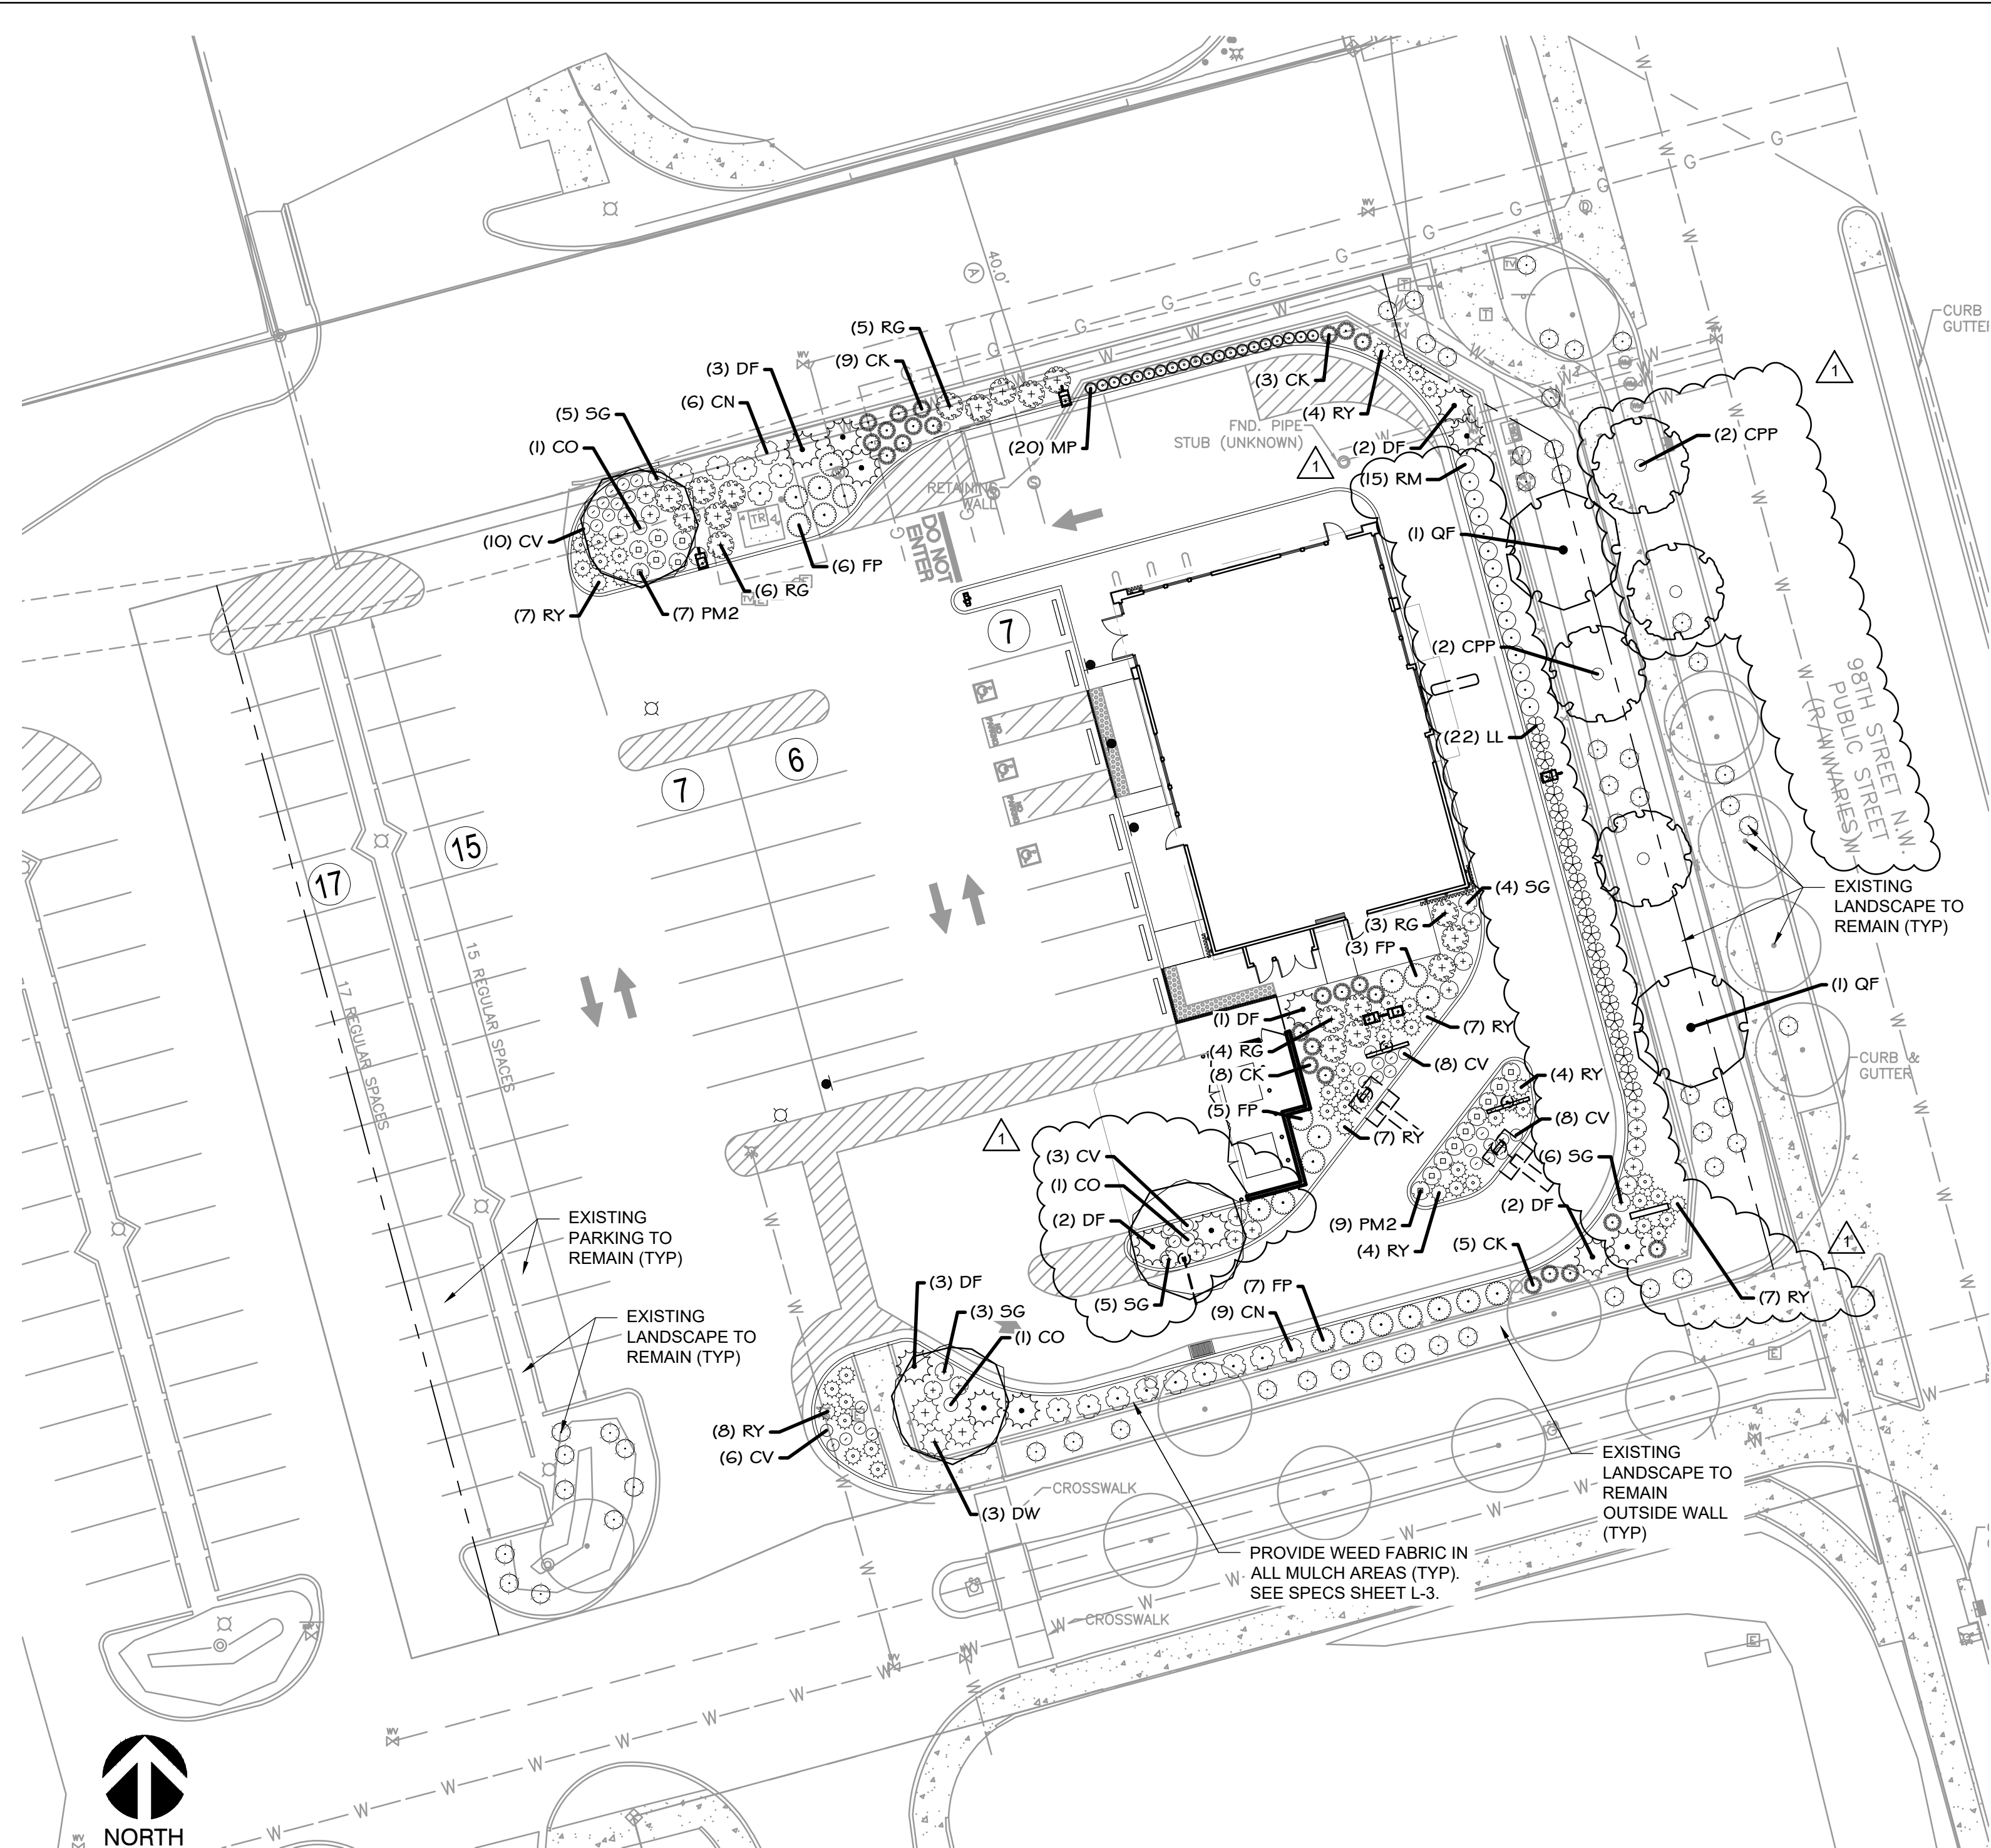 40.0'
A
G
W
CURB
1
(5) RG
(9) CK
(3) DF
(6) CN
(5) SG
(1) CO
(10) CV
(7) RY
(7) PM2
(6) RG
(6) FP
TR
RETAINING
WALL
DO NOT
ENTER
(20) MP
(3) CK
(4) RY
FND. PIPE
STUB (UNKNOWN)
(2) DF
1
(15) RM
(2) CPP
(1) QF
(2) CPP
(22) LL
98TH STREET N.W.
PUBLIC STREET
EXISTING
LANDSCAPE TO
REMAIN (TYP)
7
7
6
17
15
17 REGULAR SPACES
15 REGULAR SPACES
(4) SG
(3) RG
(3) FP
(1) DF
(7) RY
(4) RG
(8) CK
(8) CV
(5) FP
(7) RY
(4) RY
(8) CV
(6) SG
(2) DF
(9) PM2
(4) RY
(5) CK
(7) RY
(1) QF
CURB &
GUTTER
1
1
(3) CV
(1) CO
(2) DF
(5) SG
(7) FP
(9) CN
EXISTING
PARKING TO
REMAIN (TYP)
EXISTING
LANDSCAPE TO
REMAIN (TYP)
(3) DF
(3) SG
(1) CO
(8) RY
(6) CV
(3) DW
CROSSWALK
CROSSWALK
PROVIDE WEED FABRIC IN
ALL MULCH AREAS (TYP).
SEE SPECS SHEET L-3.
EXISTING
LANDSCAPE TO
REMAIN
OUTSIDE WALL
(TYP)
WV
NORTH